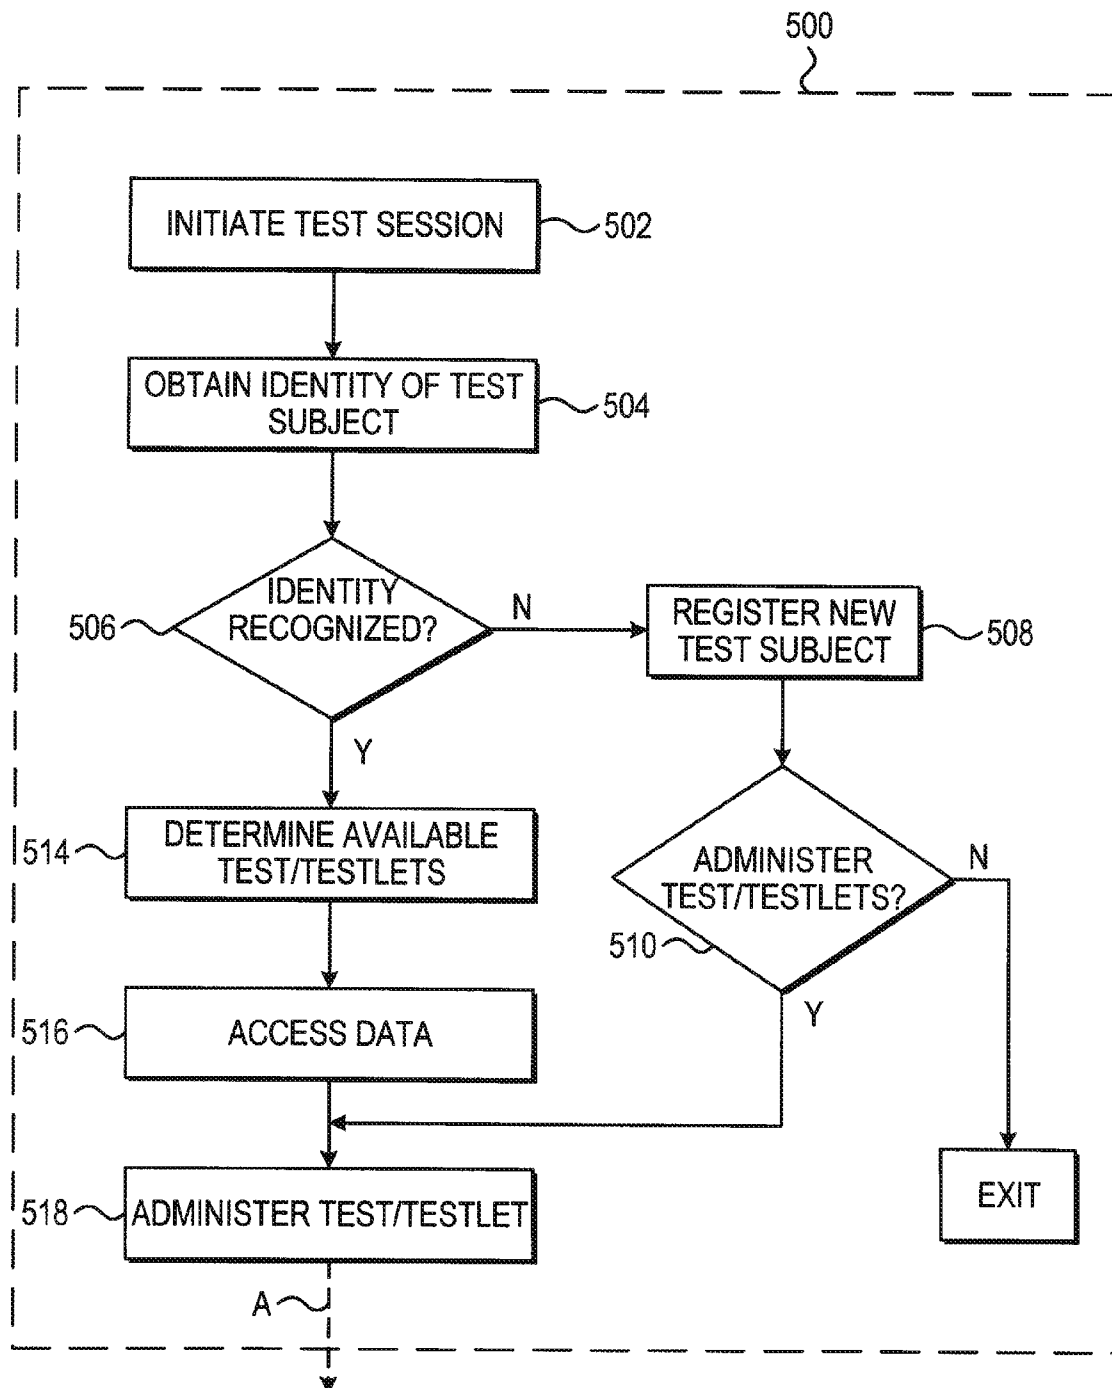 500
INITIATE TEST SESSION
502
OBTAIN IDENTITY OF TEST
SUBJECT
504
IDENTITY
RECOGNIZED?
506
N
REGISTER NEW
TEST SUBJECT
508
Y
DETERMINE AVAILABLE
TEST/TESTLETS
514
ADMINISTER
TEST/TESTLETS?
510
N
Y
ACCESS DATA
516
ADMINISTER TEST/TESTLET
518
EXIT
A